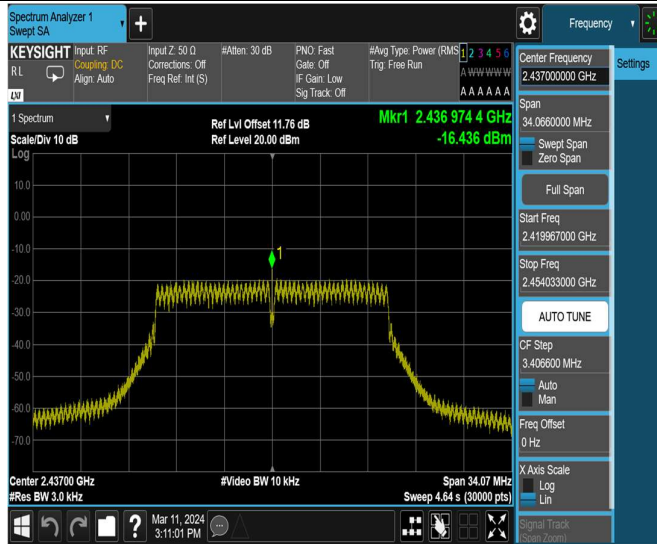 Spectrum Analyzer 1
Swept SA
Frequency
KEYSIGHT
RL
LXI
Input: RF
Coupling: DC
Align: Auto
Input Z: 50 Ω
Corrections: Off
Freq Ref: Int (S)
#Atten: 30 dB
PNO: Fast
Gate: Off
IF Gain: Low
Sig Track: Off
#Avg Type: Power (RMS
Trig: Free Run
1 2 3 4 5 6
A W W W W W
A A A A A A
1 Spectrum
Scale/Div 10 dB
Log
Ref Lvl Offset 11.76 dB
Ref Level 20.00 dBm
Mkr1 2.436 974 4 GHz
-16.436 dBm
10.0
0.00
-10.0
-20.0
-30.0
-40.0
-50.0
-60.0
-70.0
1
Center 2.43700 GHz
#Res BW 3.0 kHz
#Video BW 10 kHz
Span 34.07 MHz
Sweep 4.64 s (30000 pts)
Mar 11, 2024
3:11:01 PM
Center Frequency
2.437000000 GHz
Span
34.0660000 MHz
Swept Span
Zero Span
Full Span
Start Freq
2.419967000 GHz
Stop Freq
2.454033000 GHz
AUTO TUNE
CF Step
3.406600 MHz
Auto
Man
Freq Offset
0 Hz
X Axis Scale
Log
Lin
Signal Track
(Span Zoom)
Settings